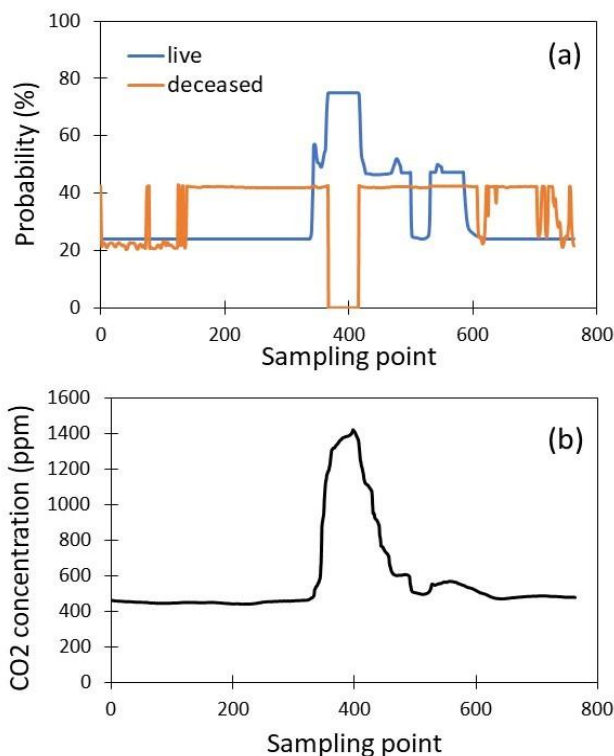 100
(a)
live
deceased
80
60
40
20
0
Probability (%)
0 200 400 600 800
Sampling point
1600
(b)
1400
1200
1000
800
600
400
200
0
CO2 concentration (ppm)
0 200 400 600 800
Sampling point